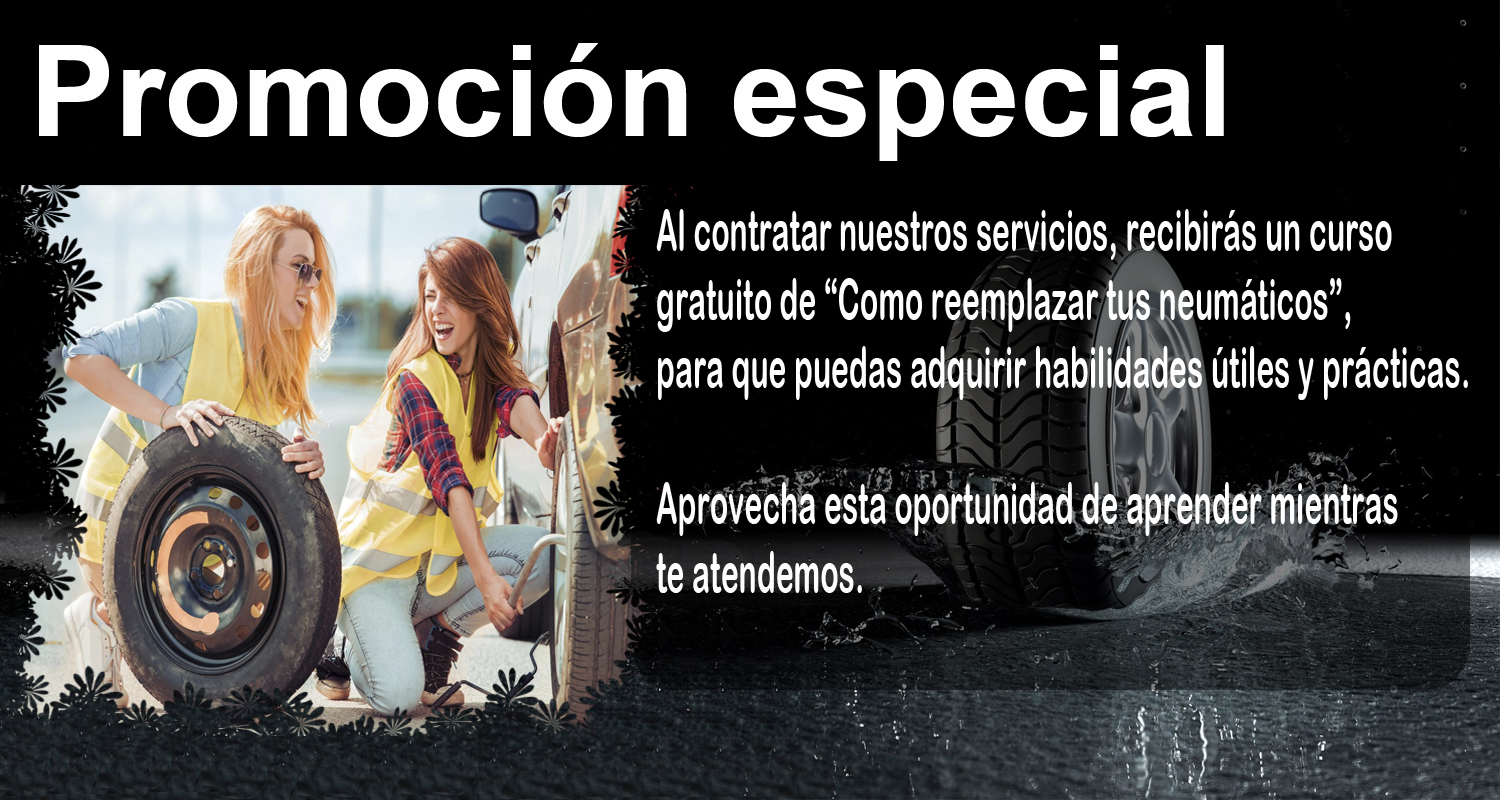 Promoción especial
Al contratar nuestros servicios, recibirás un curso
gratuito de “Como reemplazar tus neumáticos”,
para que puedas adquirir habilidades útiles y prácticas.
Aprovecha esta oportunidad de aprender mientras
te atendemos.